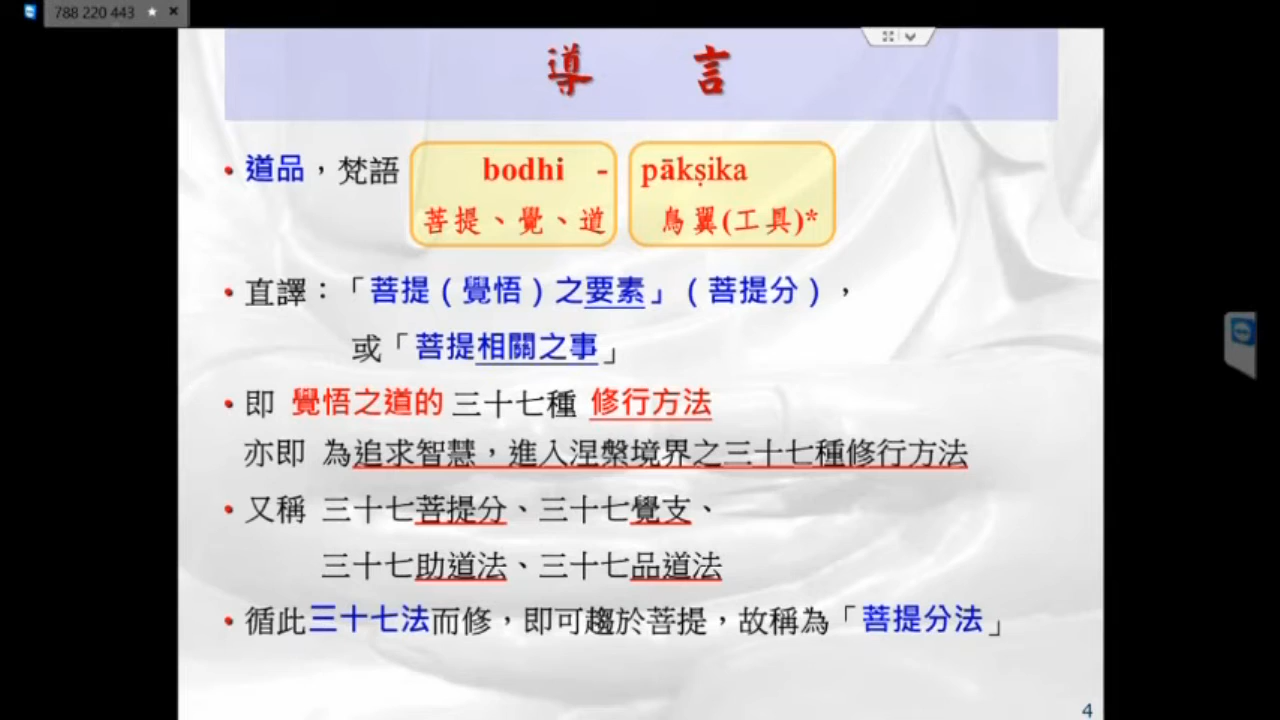 788 220 443 ★ ×
導 言
• 道品，梵語 bodhi - pākṣika
菩提、覺、道 鳥翼(工具)*
• 直譯：「菩提（覺悟）之要素」（菩提分），
或「菩提相關之事」
• 即 覺悟之道的 三十七種 修行方法
亦即 為追求智慧，進入涅槃境界之三十七種修行方法
• 又稱 三十七菩提分、三十七覺支、
三十七助道法、三十七品道法
• 循此三十七法而修，即可趨於菩提，故稱為「菩提分法」
4